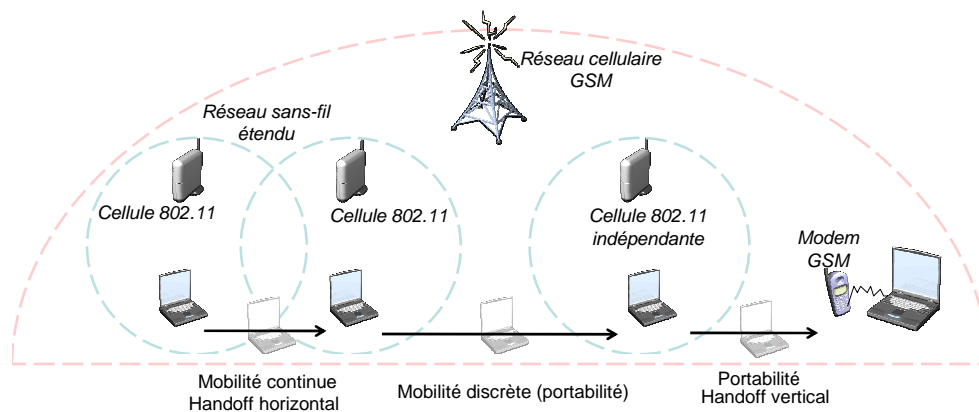 Réseau cellulaire
GSM
Réseau sans-fil
étendu
Cellule 802.11
Cellule 802.11
Cellule 802.11
indépendante
Modem
GSM
Mobilité continue
Handoff horizontal
Mobilité discrète (portabilité)
Portabilité
Handoff vertical